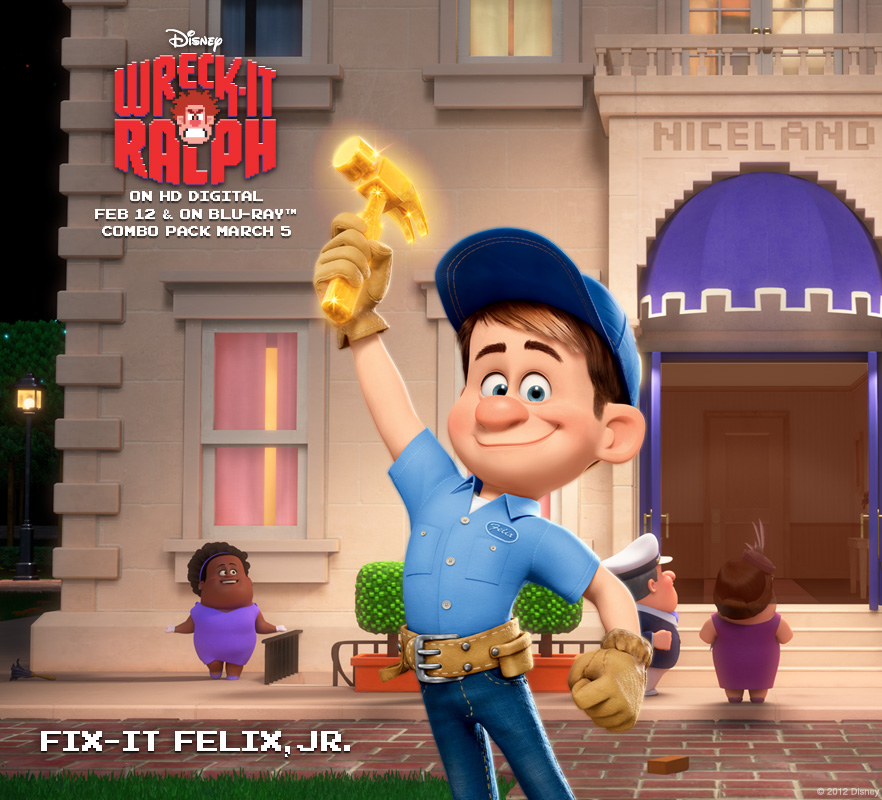 Disney
WRECK-IT
RALPH
ON HD DIGITAL
FEB 12 & ON BLU-RAY™
COMBO PACK MARCH 5
NICELAND
Felix
FIX-IT FELIX, JR.
© 2012 Disney